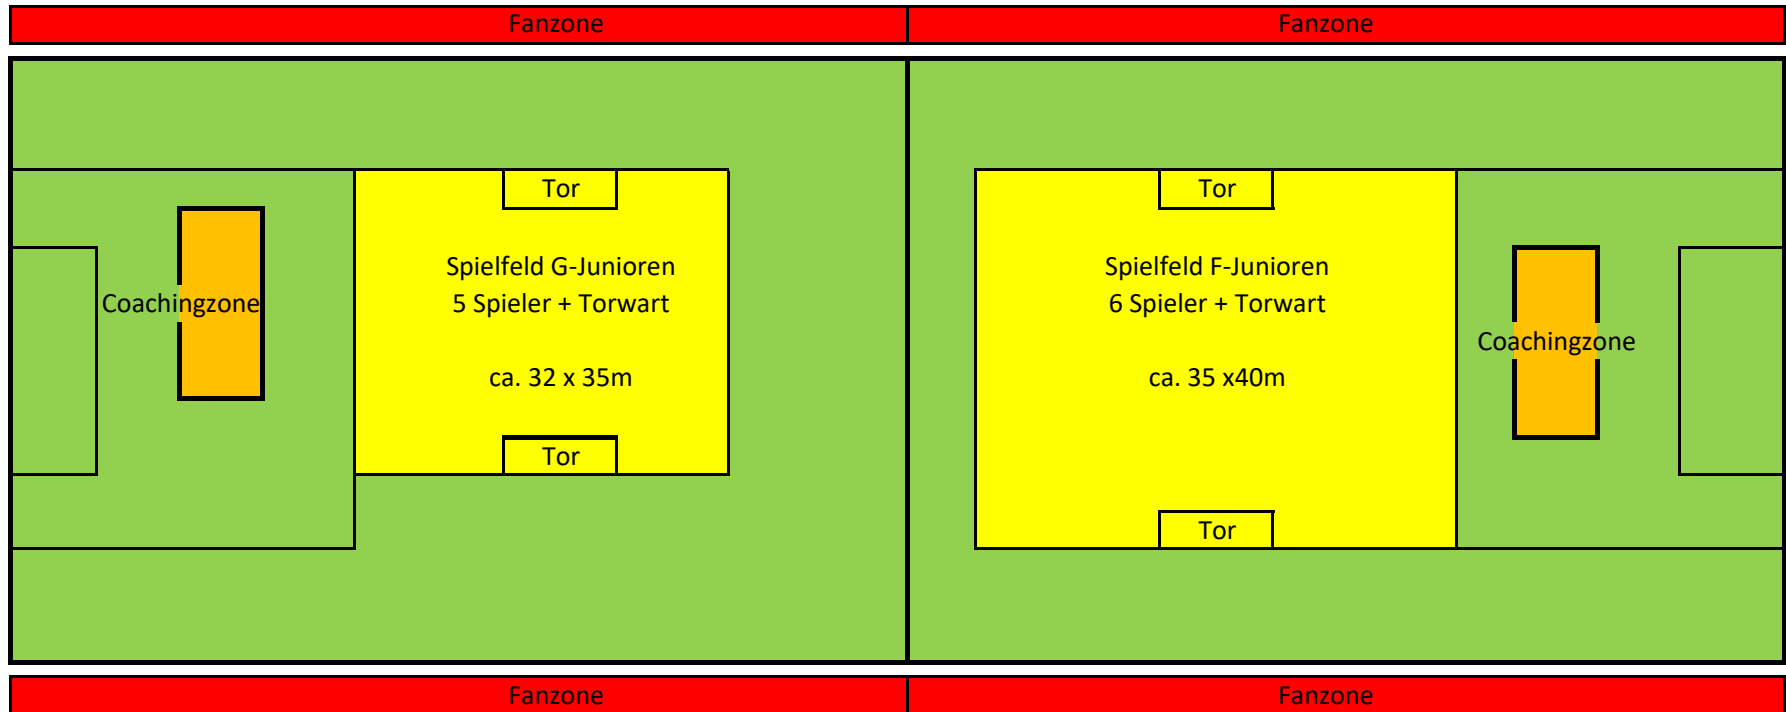 Fanzone
Fanzone
Tor
Tor
Spielfeld G-Junioren
5 Spieler + Torwart
ca. 32 x 35m
Spielfeld F-Junioren
6 Spieler + Torwart
ca. 35 x40m
Coachingzone
Coachingzone
Tor
Tor
Fanzone
Fanzone